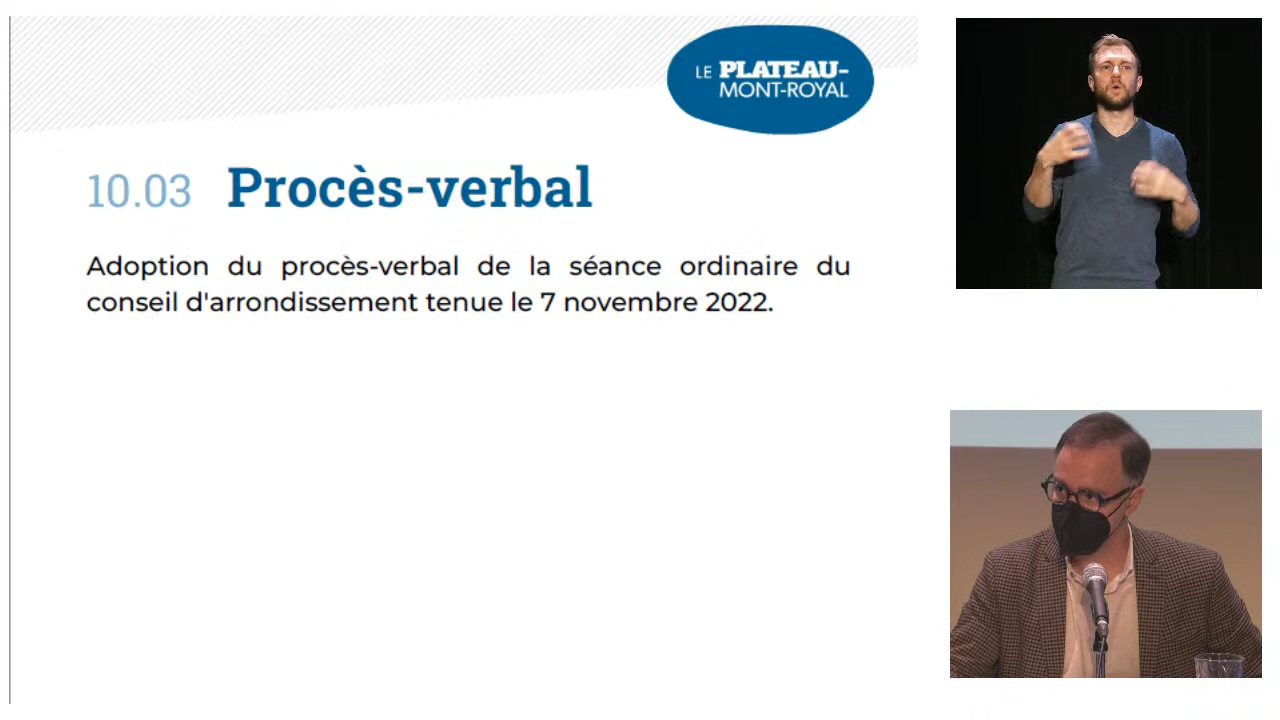 LE PLATEAU-
MONT-ROYAL
10.03 Procès-verbal
Adoption du procès-verbal de la séance ordinaire du
conseil d'arrondissement tenue le 7 novembre 2022.